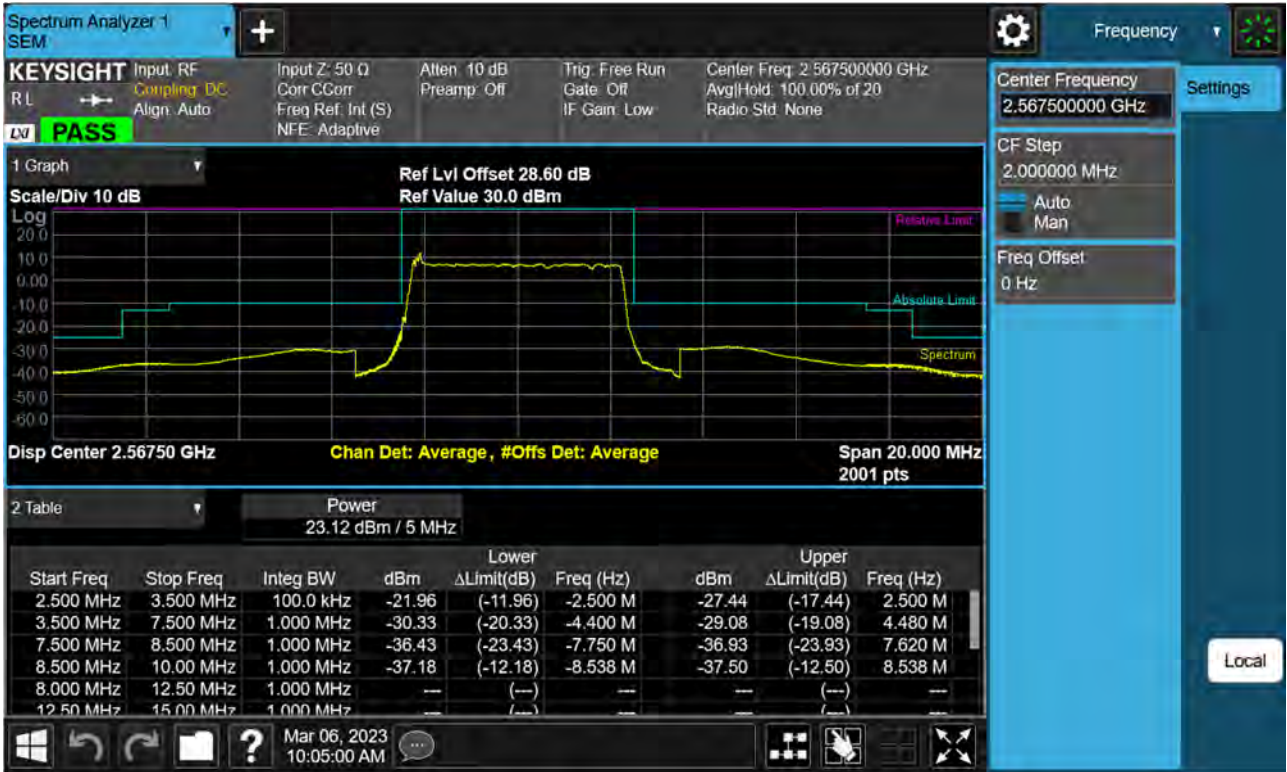 Spectrum Analyzer 1
SEM
+
Frequency
KEYSIGHT
RL
LXI
PASS
Input: RF
Coupling: DC
Align: Auto
Input Z: 50 Ω
Corr CCorr
Freq Ref: Int (S)
NFE: Adaptive
Atten: 10 dB
Preamp: Off
Trig: Free Run
Gate: Off
IF Gain: Low
Center Freq: 2.567500000 GHz
Avg|Hold: 100.00% of 20
Radio Std: None
Center Frequency
2.567500000 GHz
Settings
CF Step
2.000000 MHz
Auto
Man
Freq Offset
0 Hz
Local
1 Graph
Scale/Div 10 dB
Ref Lvl Offset 28.60 dB
Ref Value 30.0 dBm
Log
20.0
10.0
0.00
-10.0
-20.0
-30.0
-40.0
-50.0
-60.0
Relative Limit
Absolute Limit
Spectrum
Disp Center 2.56750 GHz
Chan Det: Average, #Offs Det: Average
Span 20.000 MHz
2001 pts
2 Table
Power
23.12 dBm / 5 MHz
Lower Upper
Start Freq Stop Freq Integ BW dBm ΔLimit(dB) Freq (Hz) dBm ΔLimit(dB) Freq (Hz)
2.500 MHz 3.500 MHz 100.0 kHz -21.96 (-11.96) -2.500 M -27.44 (-17.44) 2.500 M
3.500 MHz 7.500 MHz 1.000 MHz -30.33 (-20.33) -4.400 M -29.08 (-19.08) 4.480 M
7.500 MHz 8.500 MHz 1.000 MHz -36.43 (-23.43) -7.750 M -36.93 (-23.93) 7.620 M
8.500 MHz 10.00 MHz 1.000 MHz -37.18 (-12.18) -8.538 M -37.50 (-12.50) 8.538 M
8.000 MHz 12.50 MHz 1.000 MHz --- (---) --- --- (---) ---
12.50 MHz 15.00 MHz 1.000 MHz --- (---) --- --- (---) ---
?
Mar 06, 2023
10:05:00 AM